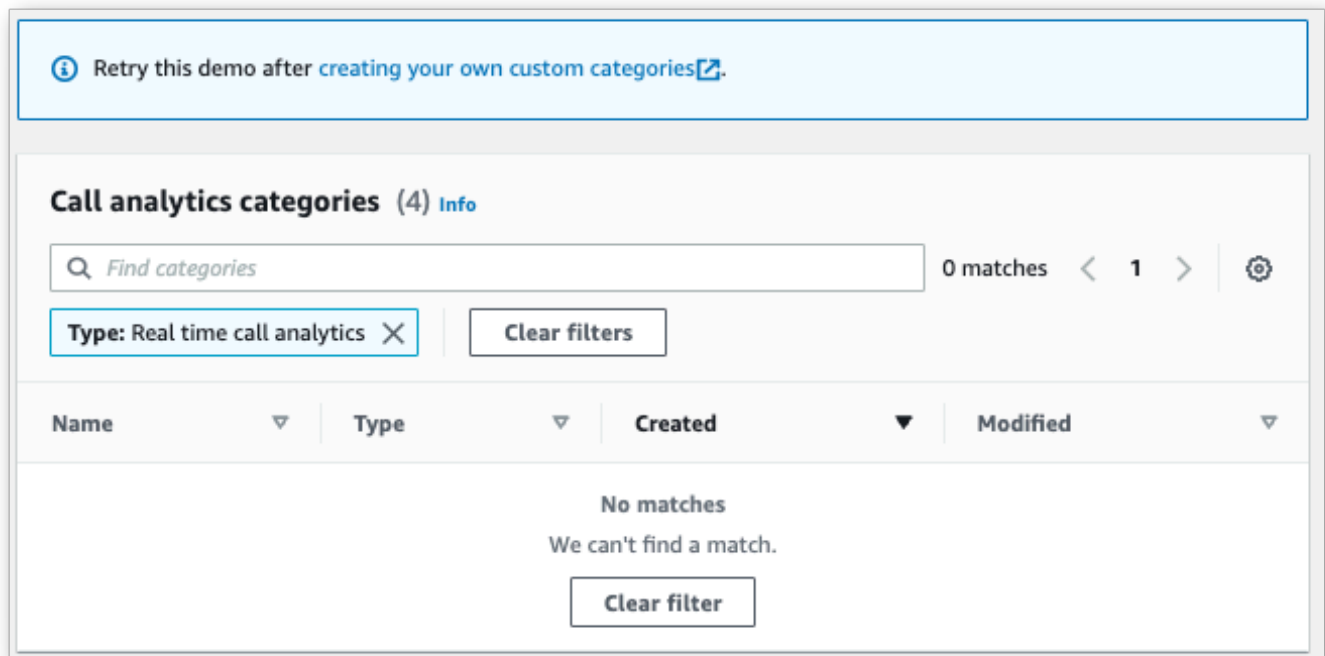 Retry this demo after creating your own custom categories.
Call analytics categories (4) Info
Find categories
0 matches
1
Type: Real time call analytics
Clear filters
Name Type Created Modified
No matches
We can't find a match.
Clear filter